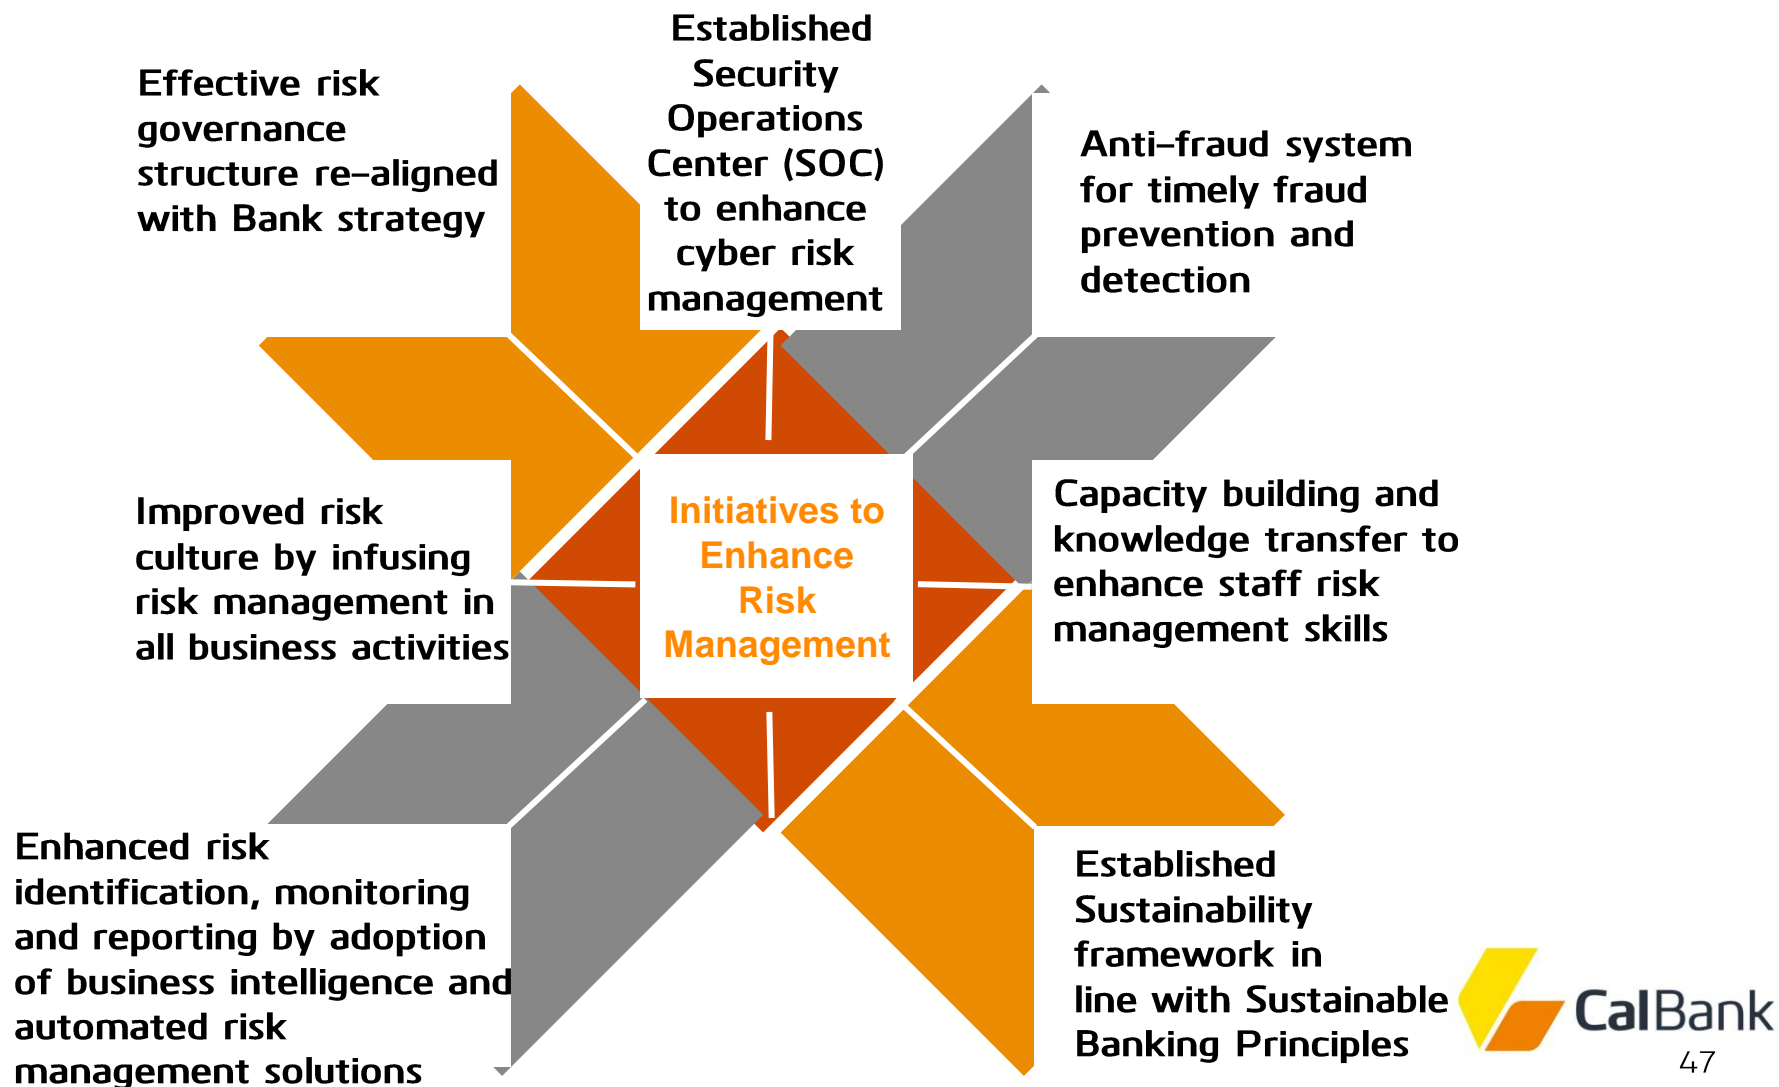 Established
Security
Operations
Center (SOC)
to enhance
cyber risk
management
Effective risk
governance
structure re–aligned
with Bank strategy
Anti–fraud system
for timely fraud
prevention and
detection
Initiatives to
Enhance
Risk
Management
Improved risk
culture by infusing
risk management in
all business activities
Capacity building and
knowledge transfer to
enhance staff risk
management skills
Enhanced risk
identification, monitoring
and reporting by adoption
of business intelligence and
automated risk
management solutions
Established
Sustainability
framework in
line with Sustainable
Banking Principles
CalBank
47